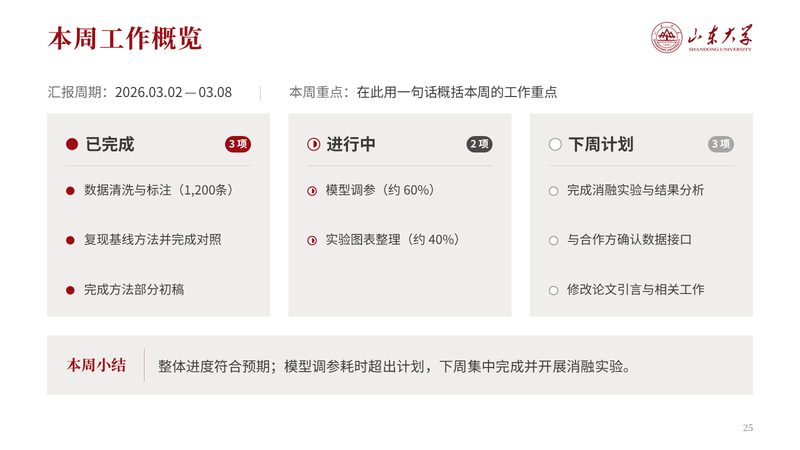 本周工作概览
山东大学
SHANDONG UNIVERSITY
汇报周期：2026.03.02 — 03.08
本周重点：在此用一句话概括本周的工作重点
已完成
3 项
数据清洗与标注（1,200条）
复现基线方法并完成对照
完成方法部分初稿
进行中
2 项
模型调参（约 60%）
实验图表整理（约 40%）
下周计划
3 项
完成消融实验与结果分析
与合作方确认数据接口
修改论文引言与相关工作
本周小结
整体进度符合预期；模型调参耗时超出计划，下周集中完成并开展消融实验。
25